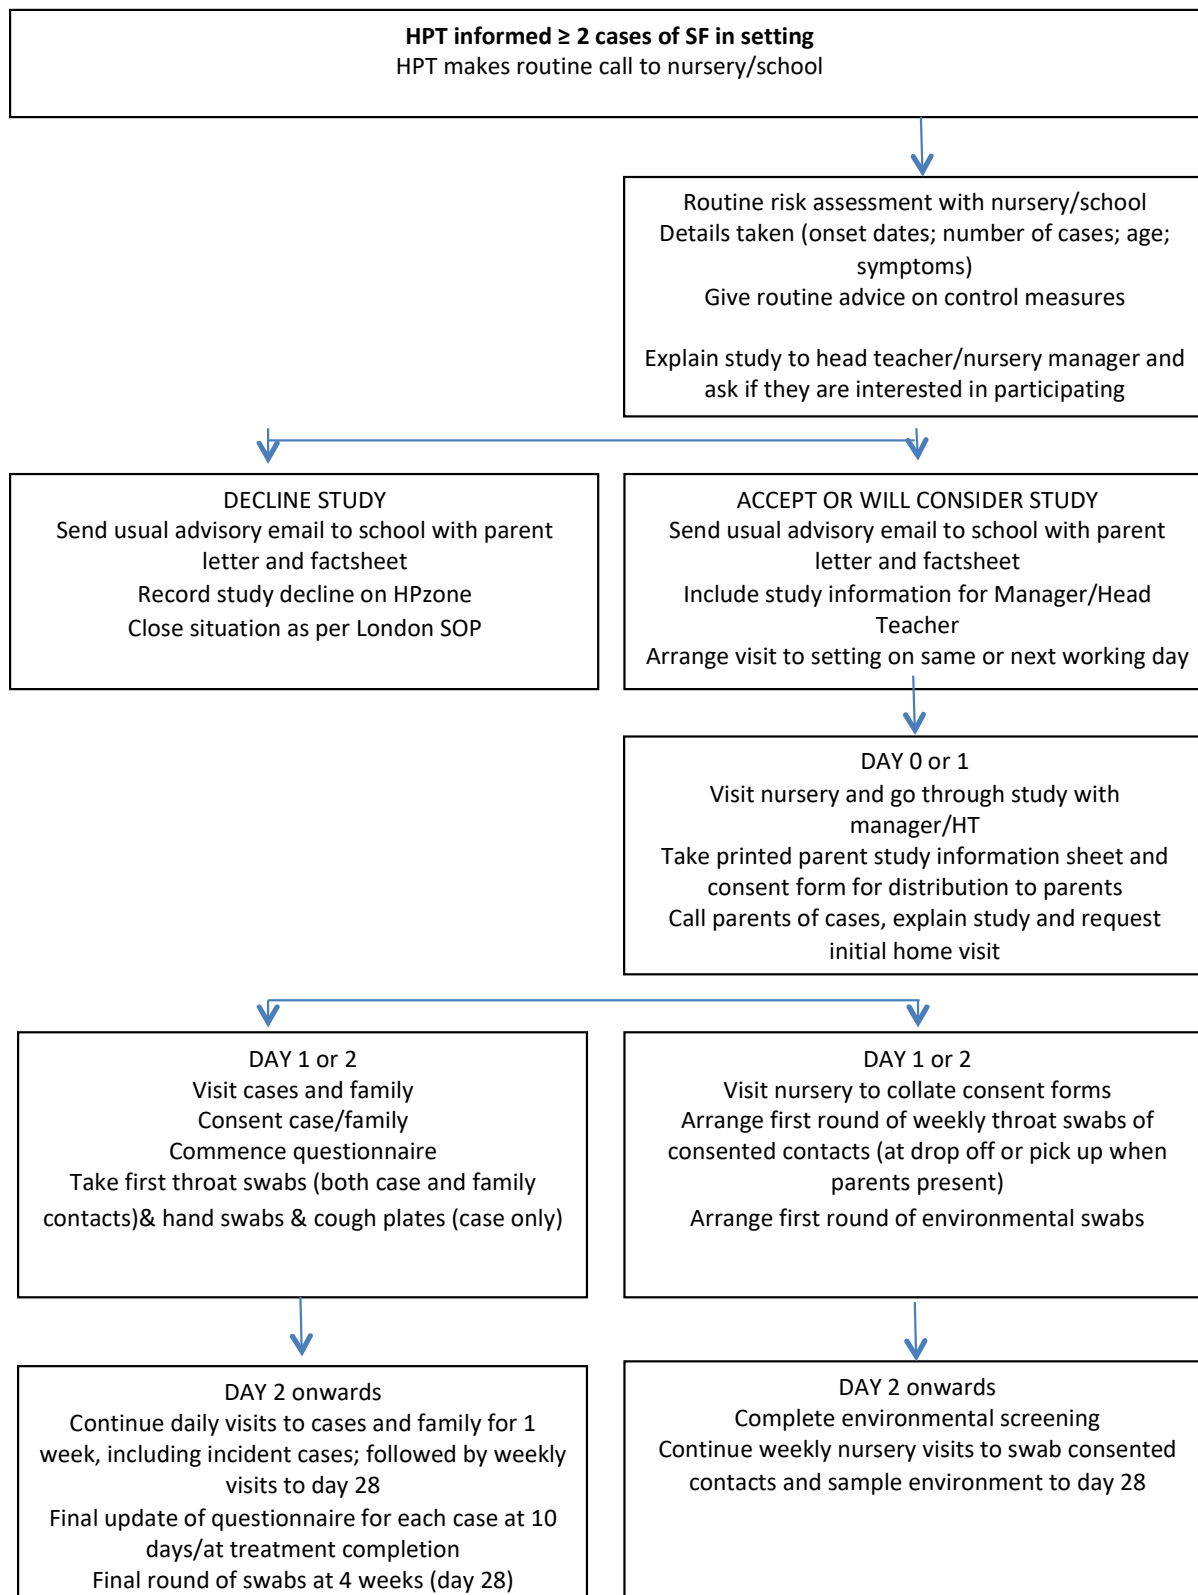 HPT informed ≥ 2 cases of SF in setting
HPT makes routine call to nursery/school
Routine risk assessment with nursery/school
Details taken (onset dates; number of cases; age;
symptoms)
Give routine advice on control measures
Explain study to head teacher/nursery manager and
ask if they are interested in participating
DECLINE STUDY
Send usual advisory email to school with parent
letter and factsheet
Record study decline on HPzone
Close situation as per London SOP
ACCEPT OR WILL CONSIDER STUDY
Send usual advisory email to school with parent
letter and factsheet
Include study information for Manager/Head
Teacher
Arrange visit to setting on same or next working day
DAY 0 or 1
Visit nursery and go through study with
manager/HT
Take printed parent study information sheet and
consent form for distribution to parents
Call parents of cases, explain study and request
initial home visit
DAY 1 or 2
Visit cases and family
Consent case/family
Commence questionnaire
Take first throat swabs (both case and family
contacts)& hand swabs & cough plates (case only)
DAY 1 or 2
Visit nursery to collate consent forms
Arrange first round of weekly throat swabs of
consented contacts (at drop off or pick up when
parents present)
Arrange first round of environmental swabs
DAY 2 onwards
Continue daily visits to cases and family for 1
week, including incident cases; followed by weekly
visits to day 28
Final update of questionnaire for each case at 10
days/at treatment completion
Final round of swabs at 4 weeks (day 28)
DAY 2 onwards
Complete environmental screening
Continue weekly nursery visits to swab consented
contacts and sample environment to day 28